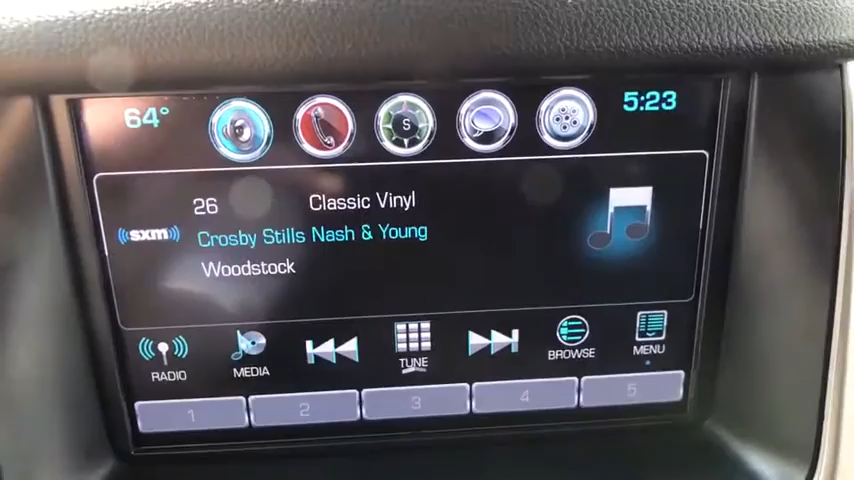 64° S 5:23
26 Classic Vinyl
sxm Crosby Stills Nash & Young
Woodstock
RADIO MEDIA TUNE BROWSE MENU
1 2 3 4 5